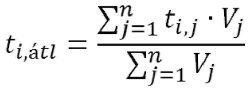 t_{i,átl} = \frac{\sum_{j=1}^{n} t_{i,j} \cdot V_j}{\sum_{j=1}^{n} V_j}